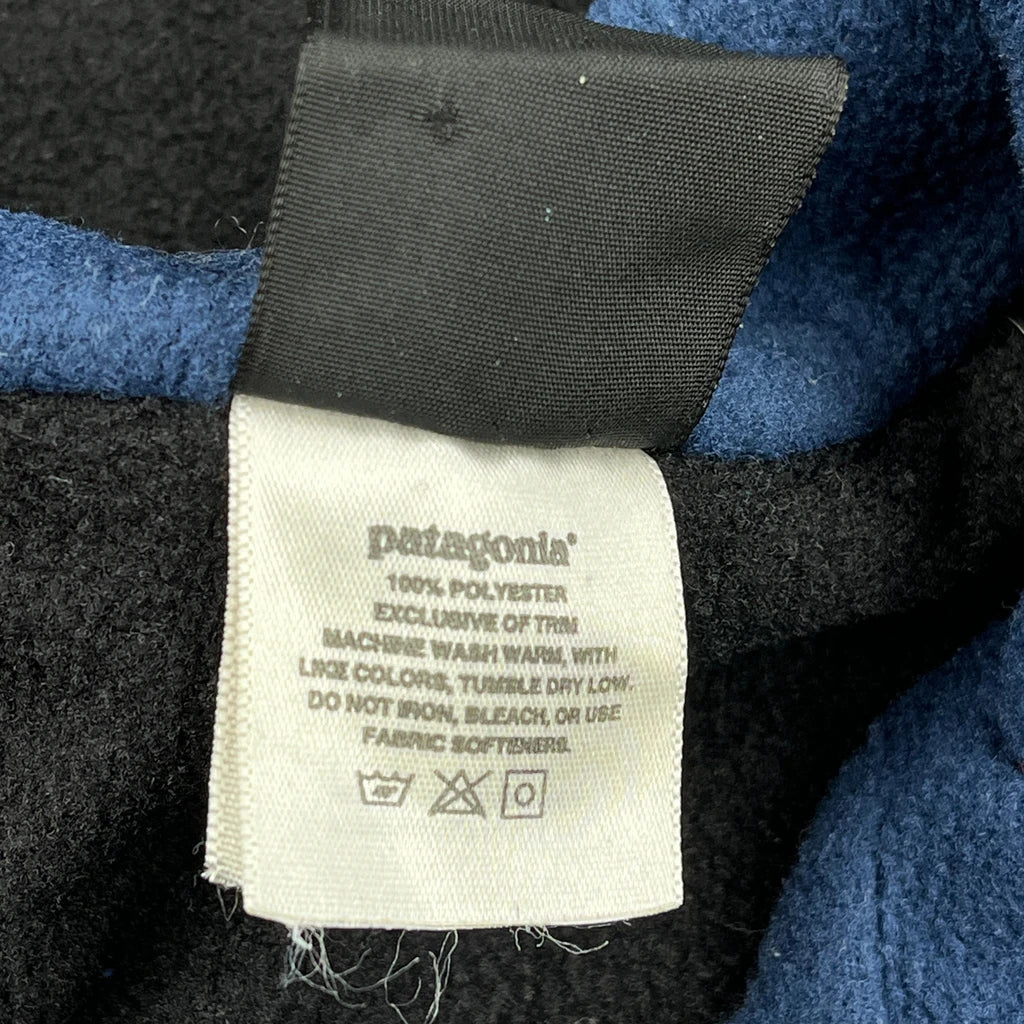 patagonia®
100% POLYESTER
EXCLUSIVE OF TRIM
MACHINE WASH WARM, WITH
LIKE COLORS, TUMBLE DRY LOW.
DO NOT IRON, BLEACH, OR USE
FABRIC SOFTENERS.